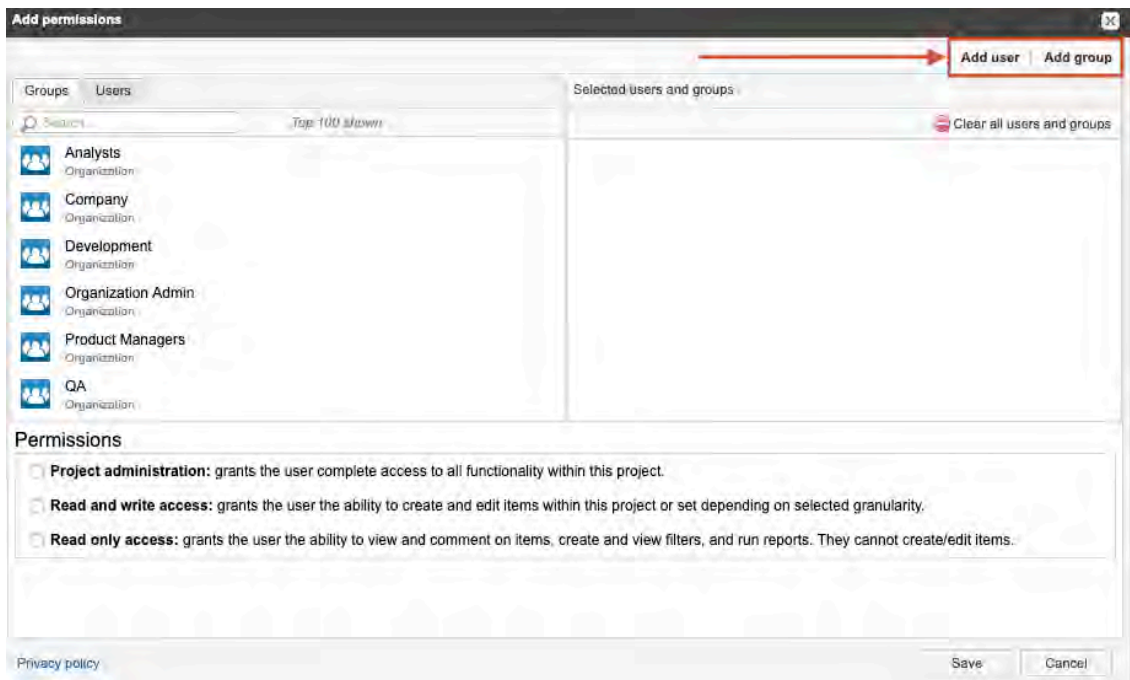 Add permissions
Add user | Add group
Groups Users
Selected users and groups
Search...
Top 100 shown
Clear all users and groups
Analysts
Organization
Company
Organization
Development
Organization
Organization Admin
Organization
Product Managers
Organization
QA
Organization
Permissions
Project administration: grants the user complete access to all functionality within this project.
Read and write access: grants the user the ability to create and edit items within this project or set depending on selected granularity.
Read only access: grants the user the ability to view and comment on items, create and view filters, and run reports. They cannot create/edit items.
Privacy policy
Save
Cancel